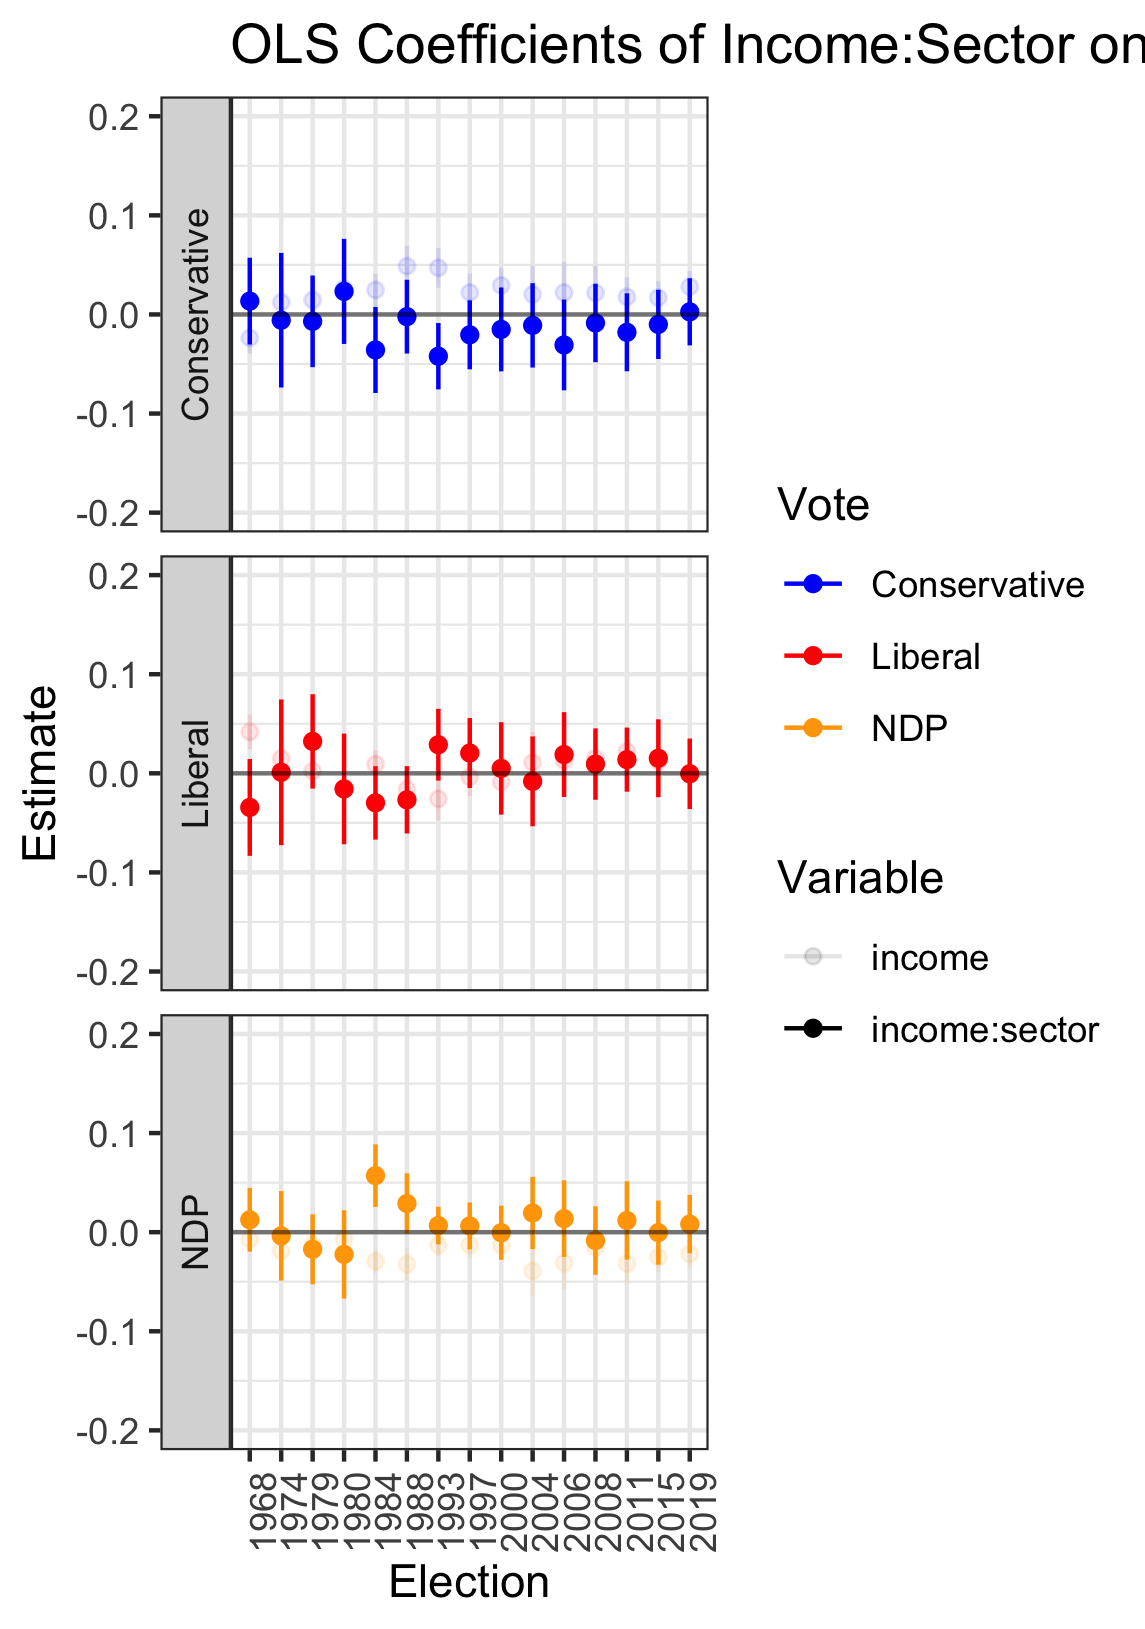 OLS Coefficients of Income:Sector on
Estimate
Conservative
0.2
0.1
0.0
-0.1
-0.2
Liberal
0.2
0.1
0.0
-0.1
-0.2
NDP
0.2
0.1
0.0
-0.1
-0.2
1968
1974
1979
1980
1984
1988
1993
1997
2000
2004
2006
2008
2011
2015
2019
Election
Vote
Conservative
Liberal
NDP
Variable
income
income:sector